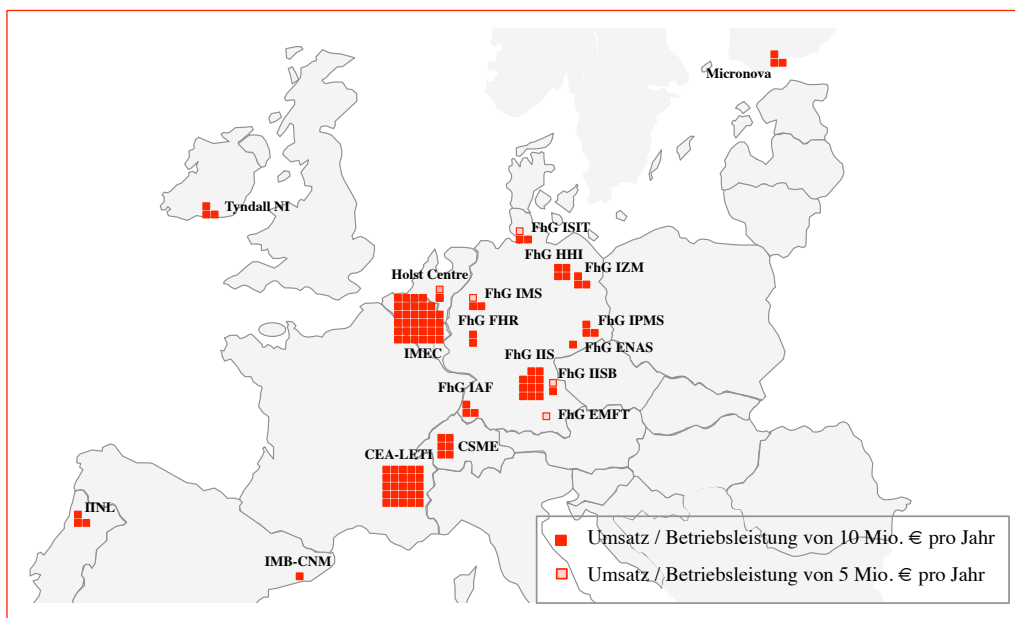 Micronova
Tyndall NI
FhG ISIT
FhG HHI
FhG IZM
Holst Centre
FhG IMS
FhG FHR
FhG IPMS
FhG ENAS
IMEC
FhG IIS
FhG IISB
FhG IAF
FhG EMFT
CSME
CEA-LETI
IINL
IMB-CNM
Umsatz / Betriebsleistung von 10 Mio. € pro Jahr
Umsatz / Betriebsleistung von 5 Mio. € pro Jahr